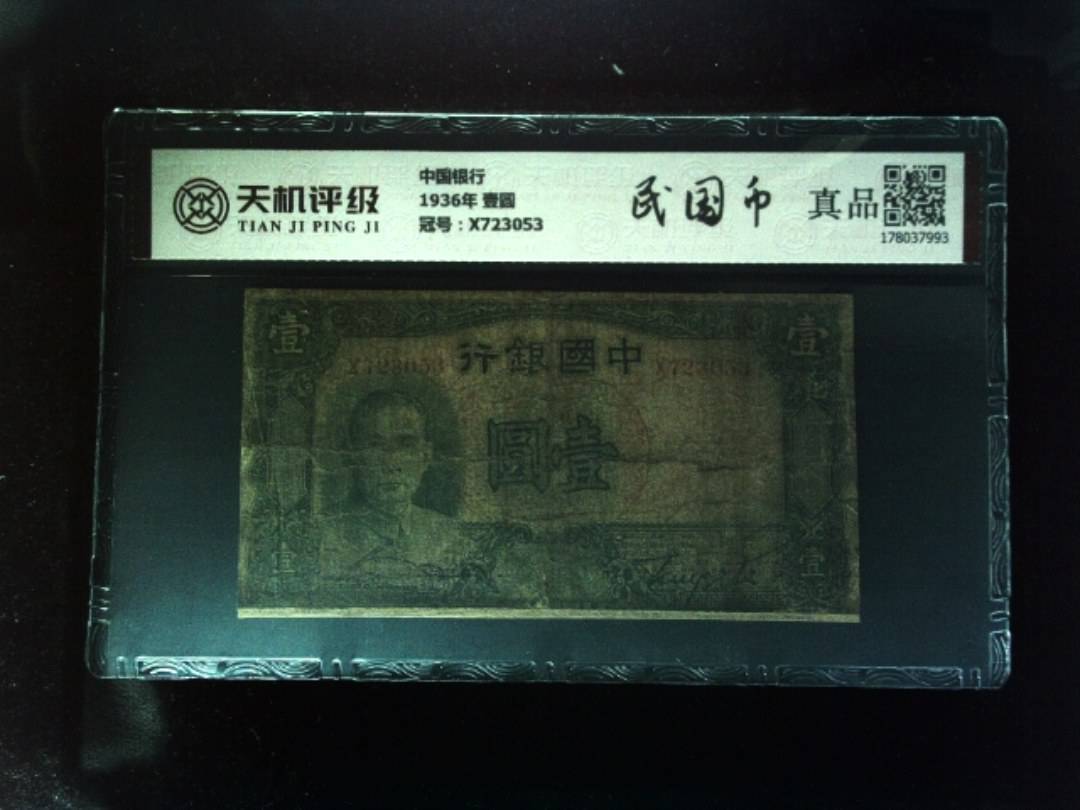 天机评级
TIAN JI PING JI
中国银行
1936年 壹圆
冠号：X723053
民国币
真品
178037993
壹
壹
X723053
行銀國中
X723053
圓壹
壹
壹